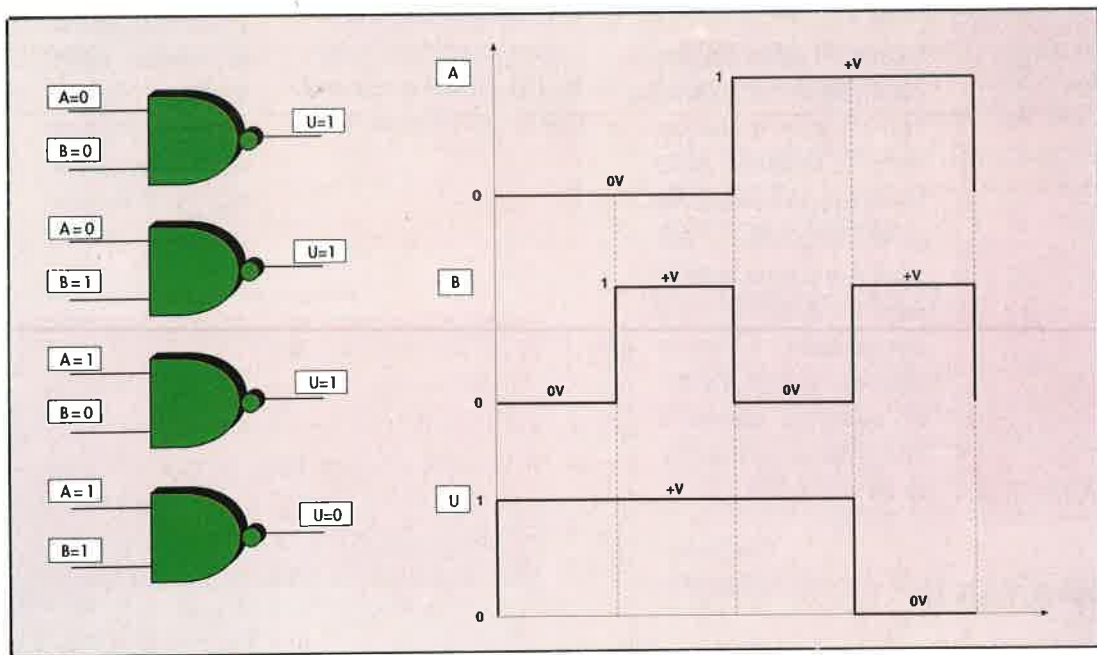 A=0
B=0
U=1
A=0
B=1
U=1
A=1
B=0
U=1
A=1
B=1
U=0
A
1
+V
0
0V
B
1
+V
+V
0
0V
0V
U
1
+V
0
0V